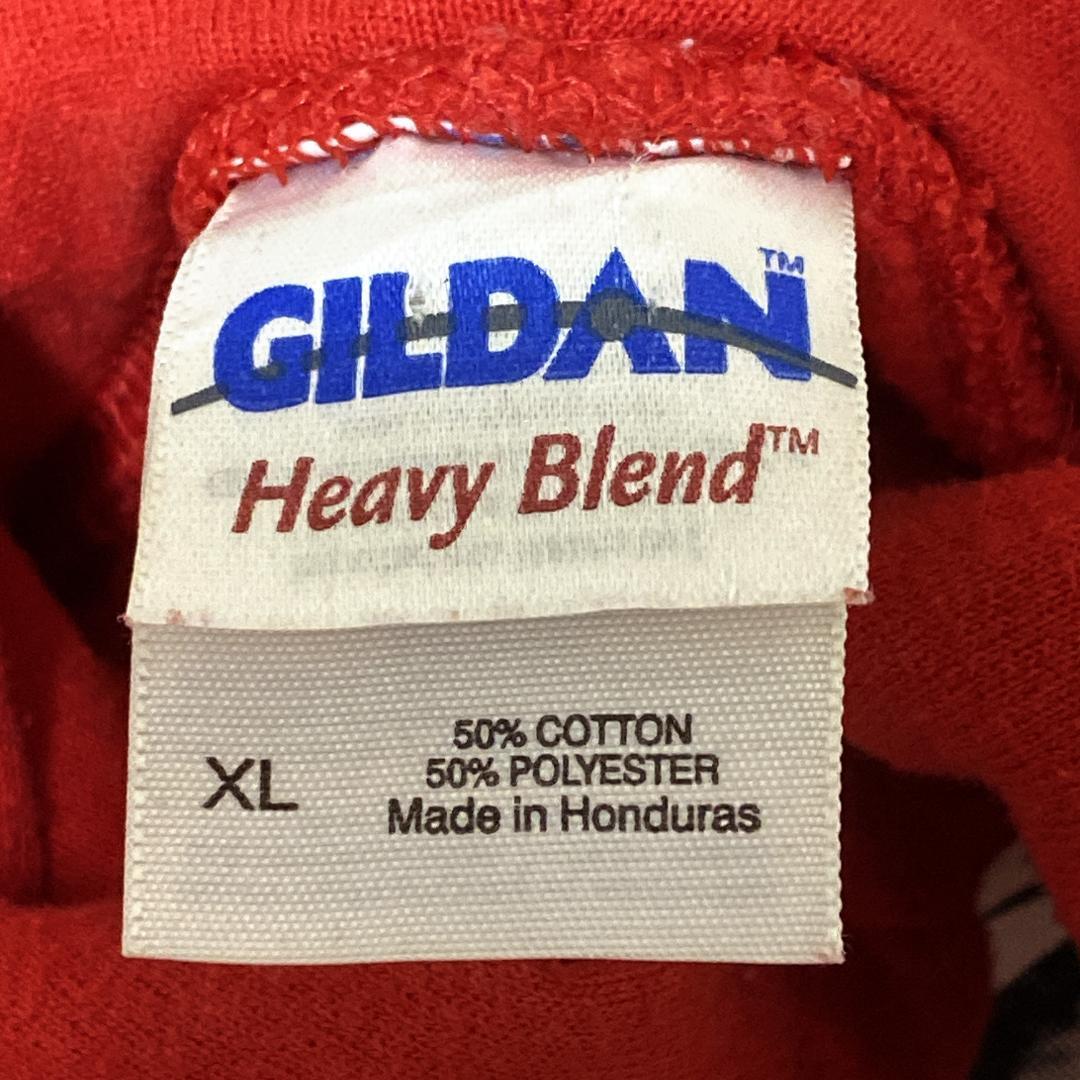 GILDAN™
Heavy Blend™
XL
50% COTTON
50% POLYESTER
Made in Honduras